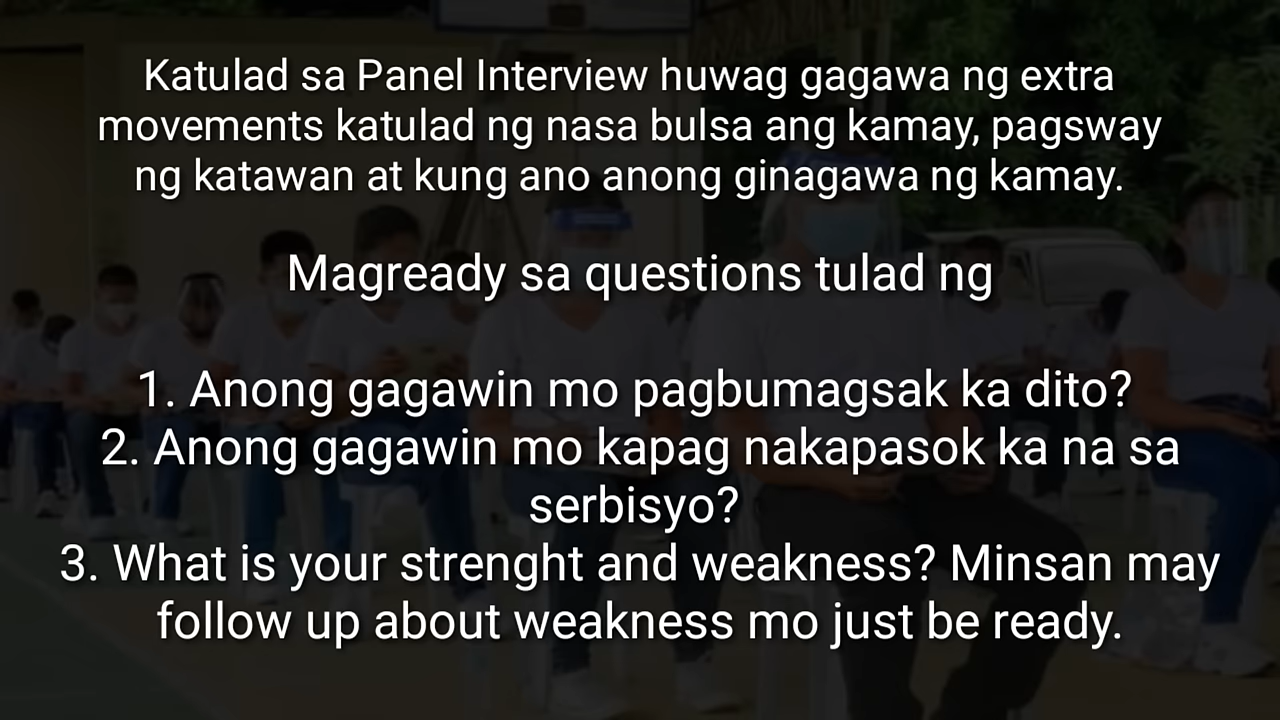 Katulad sa Panel Interview huwag gagawa ng extra
movements katulad ng nasa bulsa ang kamay, pagsway
ng katawan at kung ano anong ginagawa ng kamay.
Magready sa questions tulad ng
1. Anong gagawin mo pagbumagsak ka dito?
2. Anong gagawin mo kapag nakapasok ka na sa
serbisyo?
3. What is your strenght and weakness? Minsan may
follow up about weakness mo just be ready.